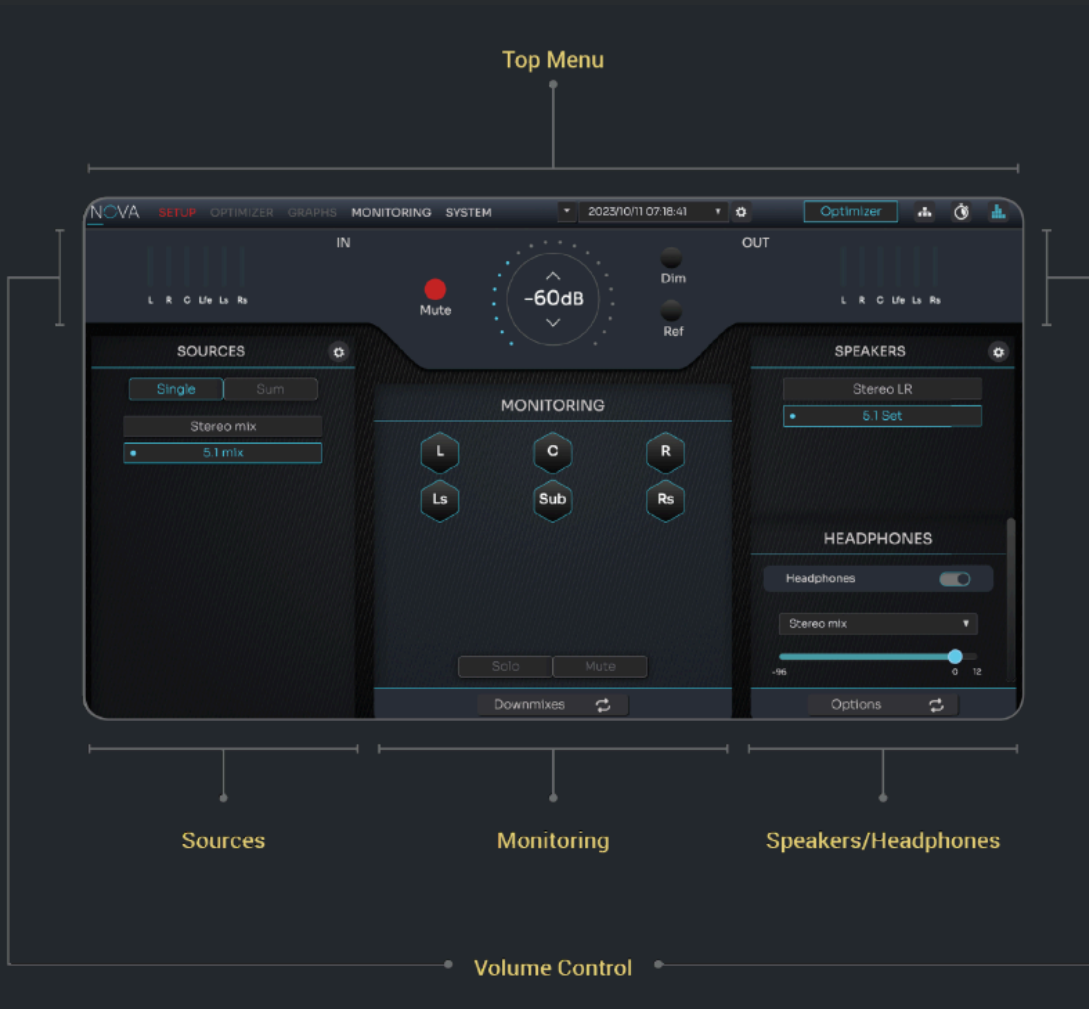 Top Menu
NOVA SETUP OPTIMIZER GRAPHS MONITORING SYSTEM 2023/10/11 07:18:41 Optimizer
IN OUT
L R C Lfe Ls Rs
Mute
-60dB
Dim
Ref
L R C Lfe Ls Rs
SOURCES
Single Sum
Stereo mix
5.1 mix
MONITORING
L C R
Ls Sub Rs
Solo Mute
Downmixes
SPEAKERS
Stereo LR
5.1 Set
HEADPHONES
Headphones
Stereo mix
-96 0 12
Options
Sources Monitoring Speakers/Headphones
Volume Control